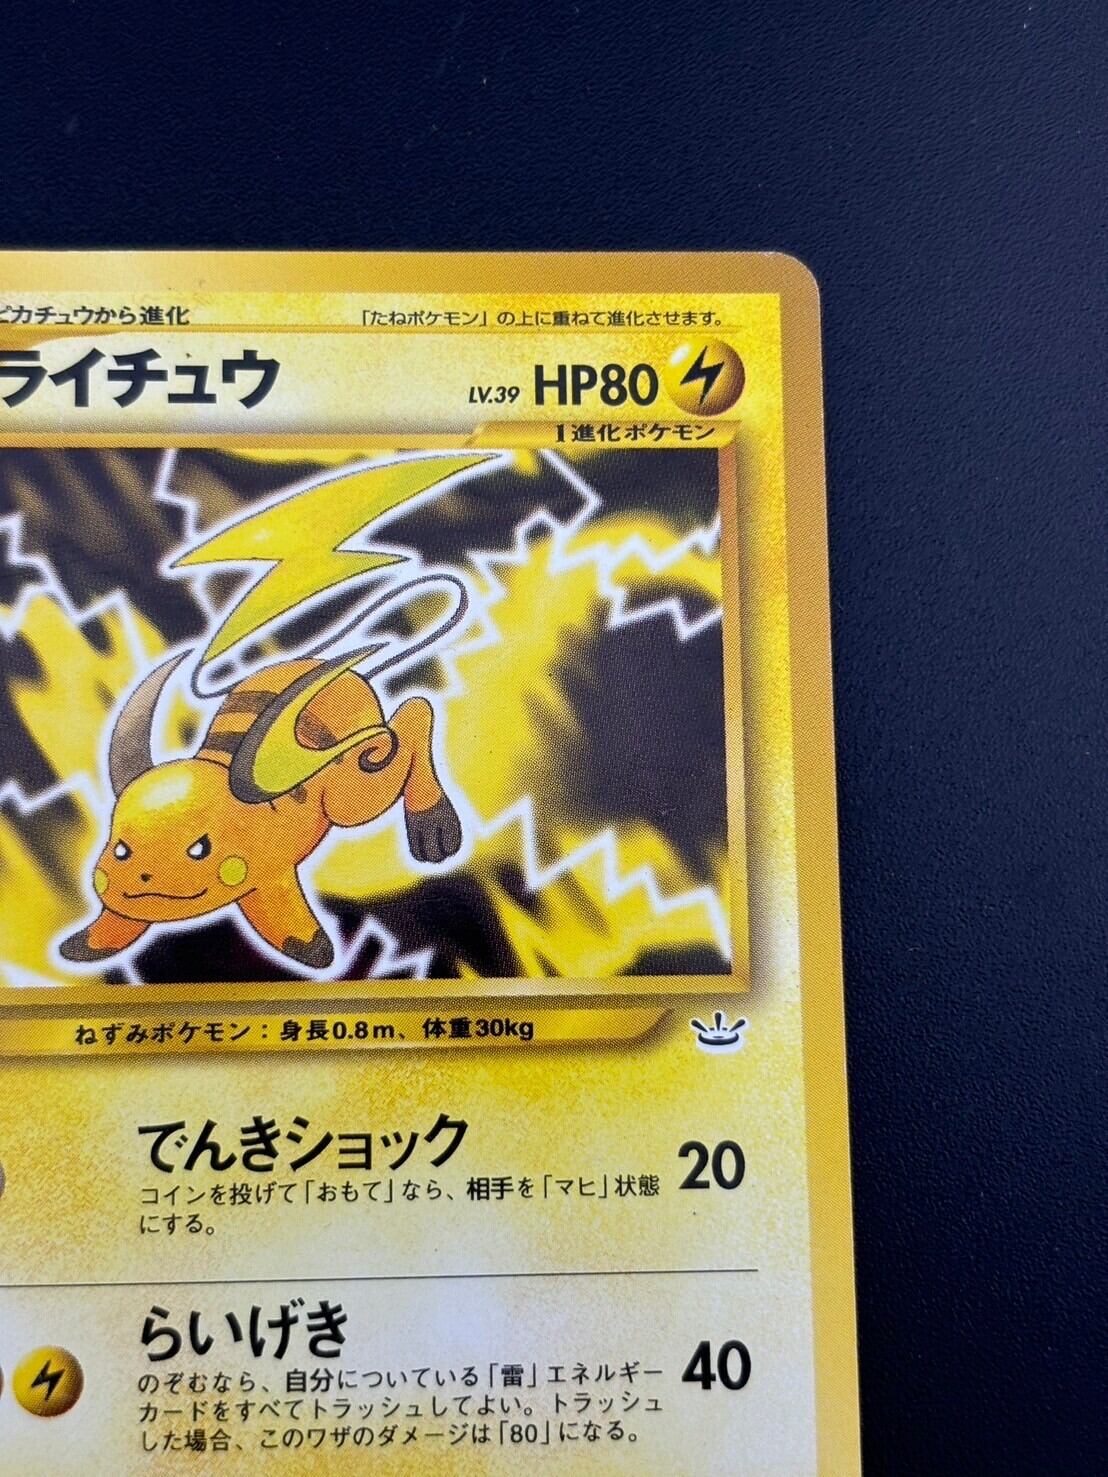 ピカチュウから進化
「たねポケモン」の上に重ねて進化させます。
ライチュウ LV.39 HP80
1進化ポケモン
ねずみポケモン：身長0.8m、体重30kg
でんきショック 20
コインを投げて「おもて」なら、相手を「マヒ」状態
にする。
らいげき 40
のぞむなら、自分についている「雷」エネルギー
カードをすべてトラッシュしてよい。トラッシュ
した場合、このワザのダメージは「80」になる。